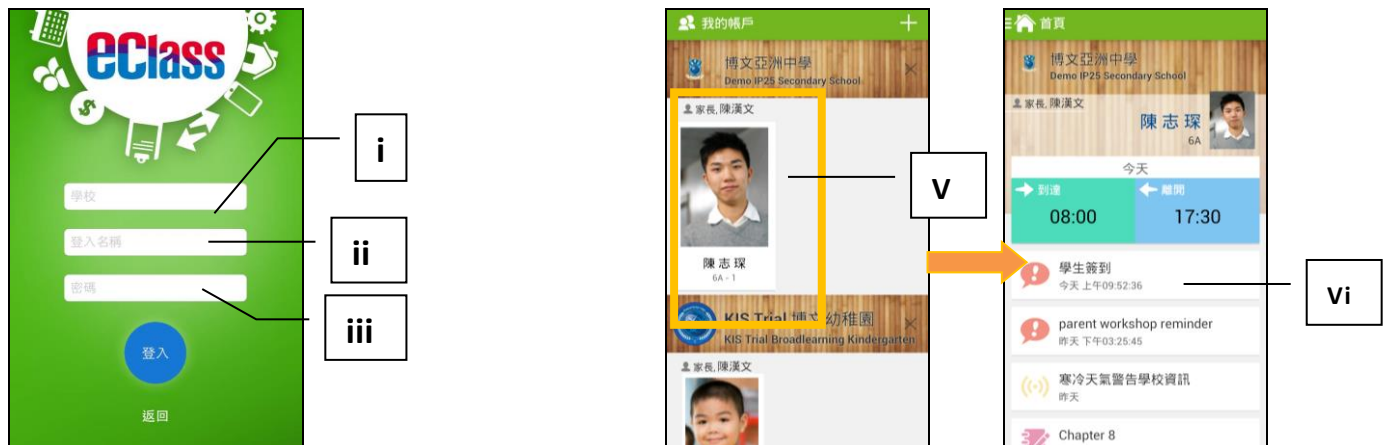 eClass
學校
登入名稱
密碼
登入
返回
i
ii
iii
我的帳戶
博文亞洲中學
Demo IP25 Secondary School
家長, 陳漢文
陳 志 琛
6A - 1
KIS Trial 博文幼稚園
KIS Trial Broadlearning Kindergarten
家長, 陳漢文
V
首頁
博文亞洲中學
Demo IP25 Secondary School
家長, 陳漢文
陳 志 琛
6A
今天
到達
離開
08:00
17:30
學生簽到
今天 上午09:52:36
parent workshop reminder
昨天 下午03:25:45
寒冷天氣警告學校資訊
昨天
Chapter 8
Vi